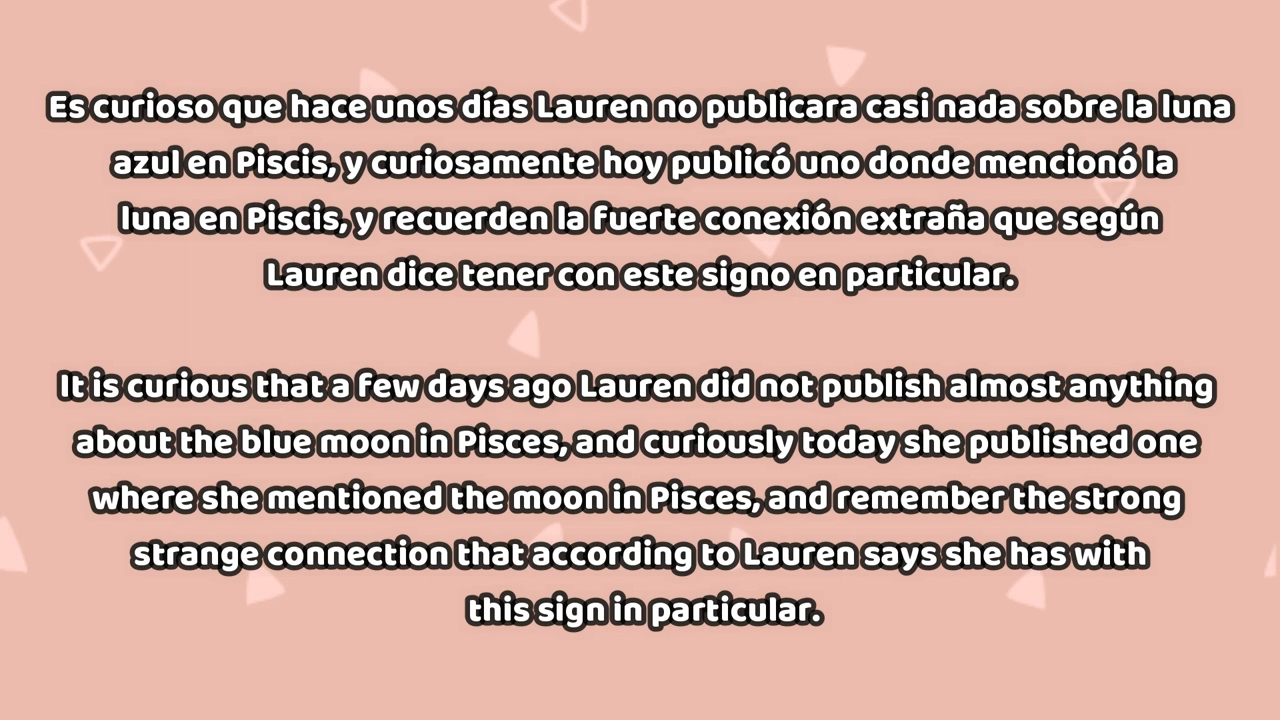 Es curioso que hace unos días Lauren no publicara casi nada sobre la luna
azul en Piscis, y curiosamente hoy publicó uno donde mencionó la
luna en Piscis, y recuerden la fuerte conexión extraña que según
Lauren dice tener con este signo en particular.
It is curious that a few days ago Lauren did not publish almost anything
about the blue moon in Pisces, and curiously today she published one
where she mentioned the moon in Pisces, and remember the strong
strange connection that according to Lauren says she has with
this sign in particular.